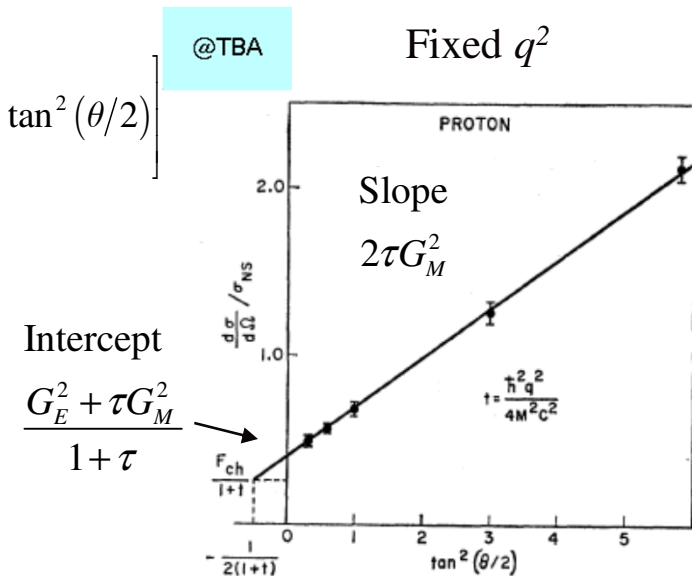 @TBA
Fixed q²
tan² (θ/2)]
PROTON
2.0
Slope
2τG_M²
dσ/dΩ /σ_NS
Intercept
(G_E² + τG_M²)/(1+τ)
1.0
t = ħ²q²/4M²C²
F_ch/(1+t)
0 1 2 3 4 5
-1/(2(1+t))
tan² (θ/2)